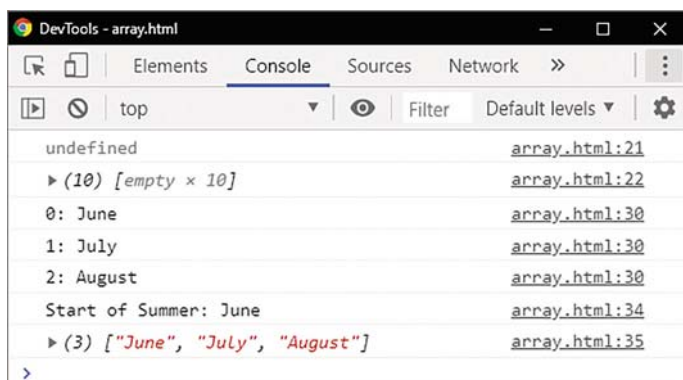 DevTools - array.html
Elements Console Sources Network »
top Filter Default levels
undefined array.html:21
(10) [empty × 10] array.html:22
0: June array.html:30
1: July array.html:30
2: August array.html:30
Start of Summer: June array.html:34
(3) ["June", "July", "August"] array.html:35